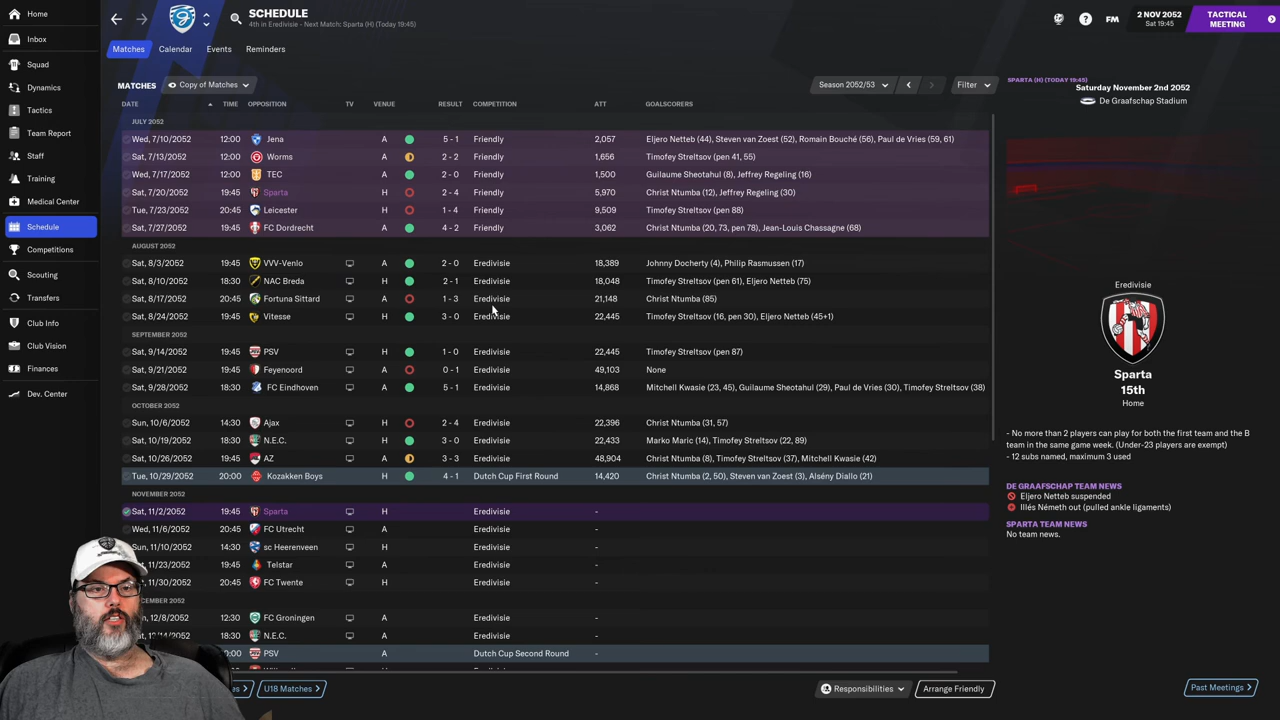 Home
Inbox
Squad
Dynamics
Tactics
Team Report
Staff
Training
Medical Center
Schedule
Competitions
Scouting
Transfers
Club Info
Club Vision
Finances
Dev. Center
SCHEDULE
4th in Eredivisie - Next Match: Sparta (H) (Today 19:45)
FM
2 NOV 2052
Sat 19:45
TACTICAL
MEETING
Matches Calendar Events Reminders
MATCHES Copy of Matches Season 2052/53 Filter
DATE TIME OPPOSITION TV VENUE RESULT COMPETITION ATT GOALSCORERS
JULY 2052
Wed, 7/10/2052 12:00 Jena A 5 - 1 Friendly 2,057 Eljero Netteb (44), Steven van Zoest (52), Romain Bouché (56), Paul de Vries (59, 61)
Sat, 7/13/2052 12:00 Worms A 2 - 2 Friendly 1,656 Timofey Streltsov (pen 41, 55)
Wed, 7/17/2052 12:00 TEC A 2 - 0 Friendly 1,500 Guilaume Sheotahul (8), Jeffrey Regeling (16)
Sat, 7/20/2052 19:45 Sparta H 2 - 4 Friendly 5,970 Christ Ntumba (12), Jeffrey Regeling (30)
Tue, 7/23/2052 20:45 Leicester H 1 - 4 Friendly 9,509 Timofey Streltsov (pen 88)
Sat, 7/27/2052 19:45 FC Dordrecht A 4 - 2 Friendly 3,062 Christ Ntumba (20, 73, pen 78), Jean-Louis Chassagne (68)
AUGUST 2052
Sat, 8/3/2052 19:45 VVV-Venlo A 2 - 0 Eredivisie 18,389 Johnny Docherty (4), Philip Rasmussen (17)
Sat, 8/10/2052 18:30 NAC Breda H 2 - 1 Eredivisie 18,048 Timofey Streltsov (pen 61), Eljero Netteb (75)
Sat, 8/17/2052 20:45 Fortuna Sittard A 1 - 3 Eredivisie 21,148 Christ Ntumba (85)
Sat, 8/24/2052 19:45 Vitesse H 3 - 0 Eredivisie 22,445 Timofey Streltsov (16, pen 30), Eljero Netteb (45+1)
SEPTEMBER 2052
Sat, 9/14/2052 19:45 PSV H 1 - 0 Eredivisie 22,445 Timofey Streltsov (pen 87)
Sat, 9/21/2052 19:45 Feyenoord A 0 - 1 Eredivisie 49,103 None
Sat, 9/28/2052 18:30 FC Eindhoven A 5 - 1 Eredivisie 14,868 Mitchell Kwasie (23, 45), Guilaume Sheotahul (29), Paul de Vries (30), Timofey Streltsov (38)
OCTOBER 2052
Sun, 10/6/2052 14:30 Ajax H 2 - 4 Eredivisie 22,396 Christ Ntumba (31, 57)
Sat, 10/19/2052 18:30 N.E.C. H 3 - 0 Eredivisie 22,433 Marko Maric (14), Timofey Streltsov (22, 89)
Sat, 10/26/2052 19:45 AZ A 3 - 3 Eredivisie 48,904 Christ Ntumba (8), Timofey Streltsov (37), Mitchell Kwasie (42)
Tue, 10/29/2052 20:00 Kozakken Boys H 4 - 1 Dutch Cup First Round 14,420 Christ Ntumba (2, 50), Steven van Zoest (3), Alsény Diallo (21)
NOVEMBER 2052
Sat, 11/2/2052 19:45 Sparta H Eredivisie -
Wed, 11/6/2052 20:45 FC Utrecht A Eredivisie -
Sun, 11/10/2052 14:30 sc Heerenveen H Eredivisie -
11/23/2052 19:45 Telstar A Eredivisie -
11/30/2052 20:45 FC Twente H Eredivisie -
DECEMBER 2052
12/8/2052 12:30 FC Groningen A Eredivisie -
12/14/2052 18:30 N.E.C. A Eredivisie -
PSV A Dutch Cup Second Round -
U18 Matches Responsibilities Arrange Friendly
SPARTA (H) (TODAY 19:45)
Saturday November 2nd 2052
De Graafschap Stadium
Eredivisie
Sparta
15th
Home
- No more than 2 players can play for both the first team and the B
team in the same game week. (Under-23 players are exempt)
- 12 subs named, maximum 3 used
DE GRAAFSCHAP TEAM NEWS
Eljero Netteb suspended
Illés Németh out (pulled ankle ligaments)
SPARTA TEAM NEWS
No team news.
Past Meetings